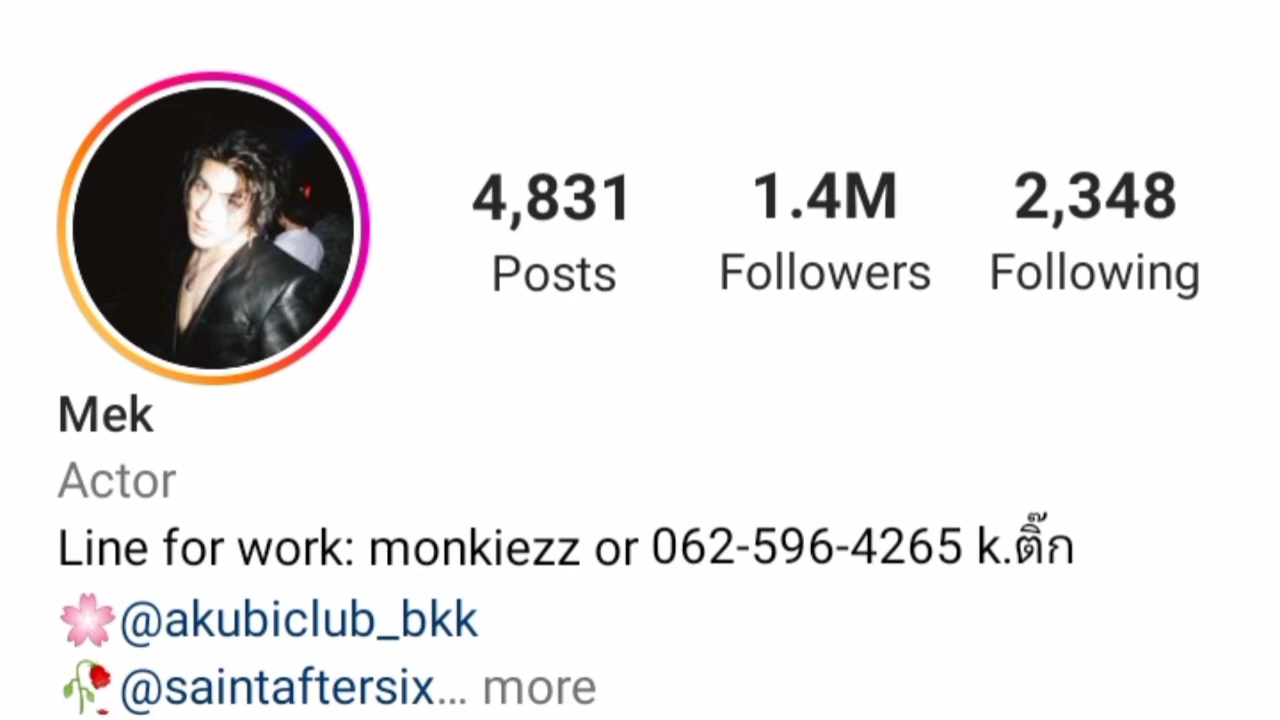 4,831 1.4M 2,348
Posts Followers Following
Mek
Actor
Line for work: monkiezz or 062-596-4265 k.ติ๊ก
🌸@akubiclub_bkk
🥀@saintaftersix... more